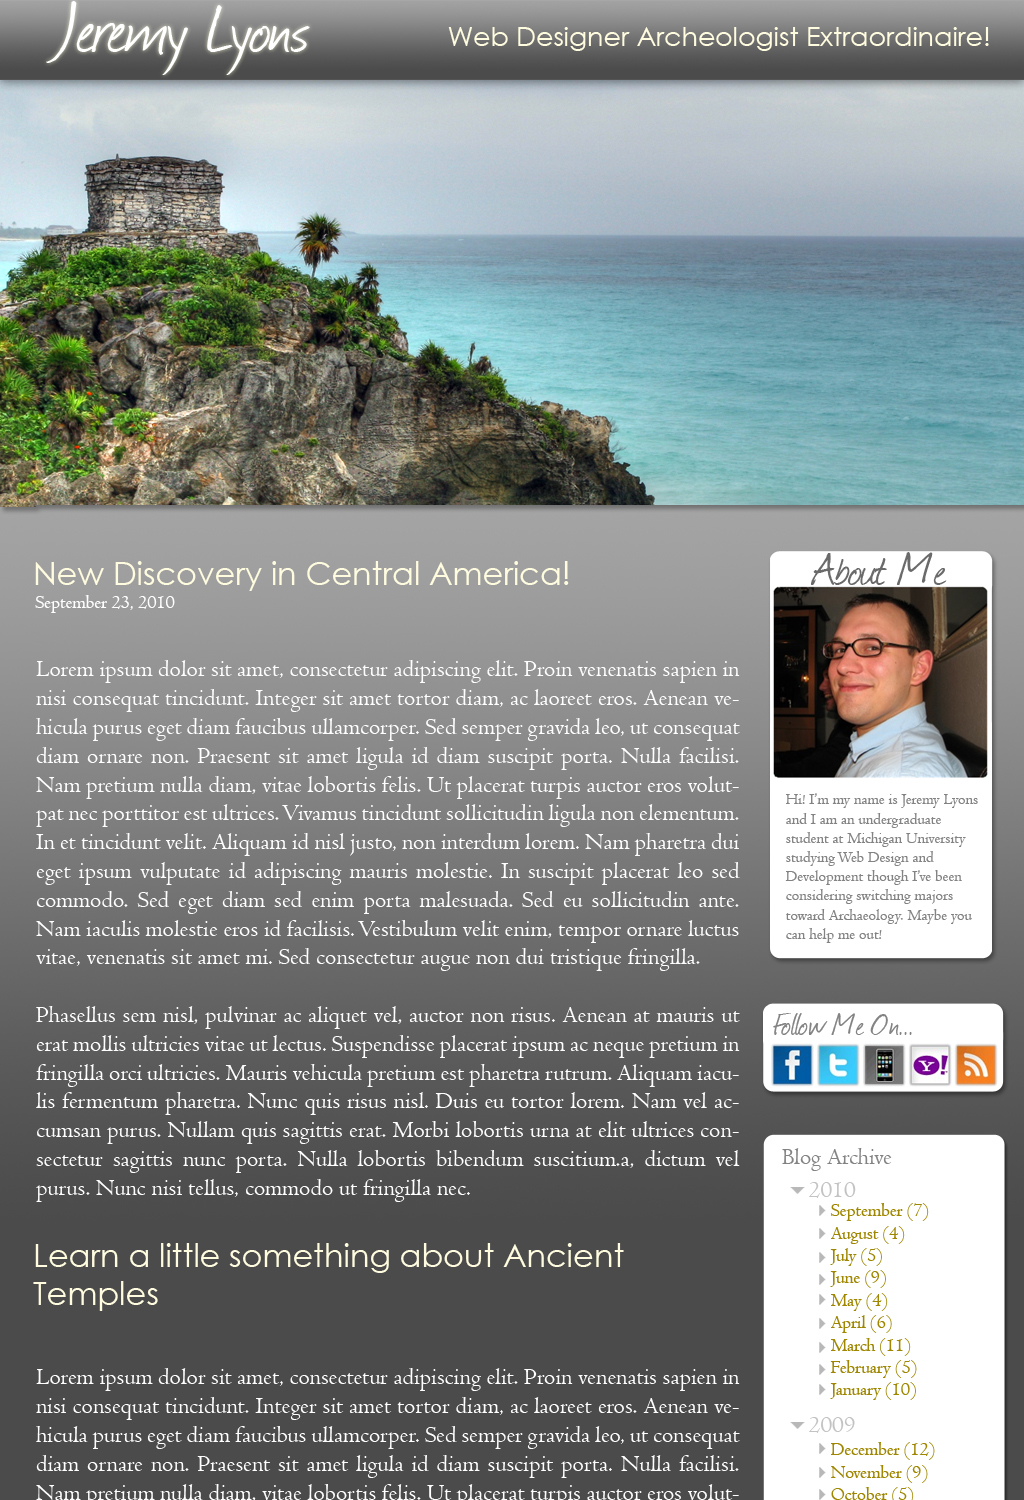 Jeremy Lyons
Web Designer Archeologist Extraordinaire!
New Discovery in Central America!
September 23, 2010
Lorem ipsum dolor sit amet, consectetur adipiscing elit. Proin venenatis sapien in
nisi consequat tincidunt. Integer sit amet tortor diam, ac laoreet eros. Aenean ve-
hicula purus eget diam faucibus ullamcorper. Sed semper gravida leo, ut consequat
diam ornare non. Praesent sit amet ligula id diam suscipit porta. Nulla facilisi.
Nam pretium nulla diam, vitae lobortis felis. Ut placerat turpis auctor eros volut-
pat nec porttitor est ultrices. Vivamus tincidunt sollicitudin ligula non elementum.
In et tincidunt velit. Aliquam id nisl justo, non interdum lorem. Nam pharetra dui
eget ipsum vulputate id adipiscing mauris molestie. In suscipit placerat leo sed
commodo. Sed eget diam sed enim porta malesuada. Sed eu sollicitudin ante.
Nam iaculis molestie eros id facilisis. Vestibulum velit enim, tempor ornare luctus
vitae, venenatis sit amet mi. Sed consectetur augue non dui tristique fringilla.
Phasellus sem nisl, pulvinar ac aliquet vel, auctor non risus. Aenean at mauris ut
erat mollis ultricies vitae ut lectus. Suspendisse placerat ipsum ac neque pretium in
fringilla orci ultricies. Mauris vehicula pretium est pharetra rutrum. Aliquam iacu-
lis fermentum pharetra. Nunc quis risus nisl. Duis eu tortor lorem. Nam vel ac-
cumsan purus. Nullam quis sagittis erat. Morbi lobortis urna at elit ultrices con-
sectetur sagittis nunc porta. Nulla lobortis bibendum suscitium.a, dictum vel
purus. Nunc nisi tellus, commodo ut fringilla nec.
Learn a little something about Ancient
Temples
Lorem ipsum dolor sit amet, consectetur adipiscing elit. Proin venenatis sapien in
nisi consequat tincidunt. Integer sit amet tortor diam, ac laoreet eros. Aenean ve-
hicula purus eget diam faucibus ullamcorper. Sed semper gravida leo, ut consequat
diam ornare non. Praesent sit amet ligula id diam suscipit porta. Nulla facilisi.
Nam pretium nulla diam, vitae lobortis felis. Ut placerat turpis auctor eros volut-
About Me
Hi! I'm my name is Jeremy Lyons
and I am an undergraduate
student at Michigan University
studying Web Design and
Development though I've been
considering switching majors
toward Archaeology. Maybe you
can help me out!
Follow Me On...
f t Y!
Blog Archive
2010
September (7)
August (4)
July (5)
June (9)
May (4)
April (6)
March (11)
February (5)
January (10)
2009
December (12)
November (9)
October (5)